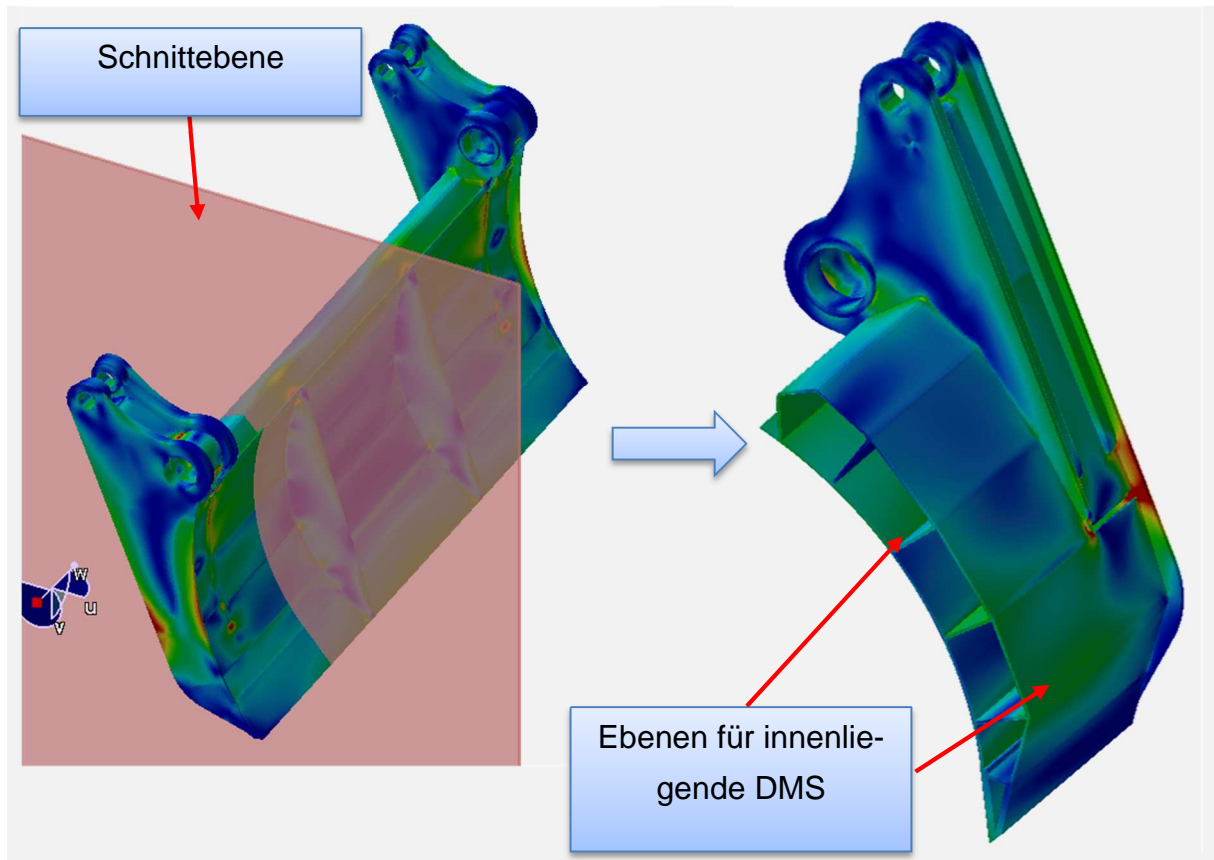 Schnittebene
w
u
v
Ebenen für innenlie-
gende DMS